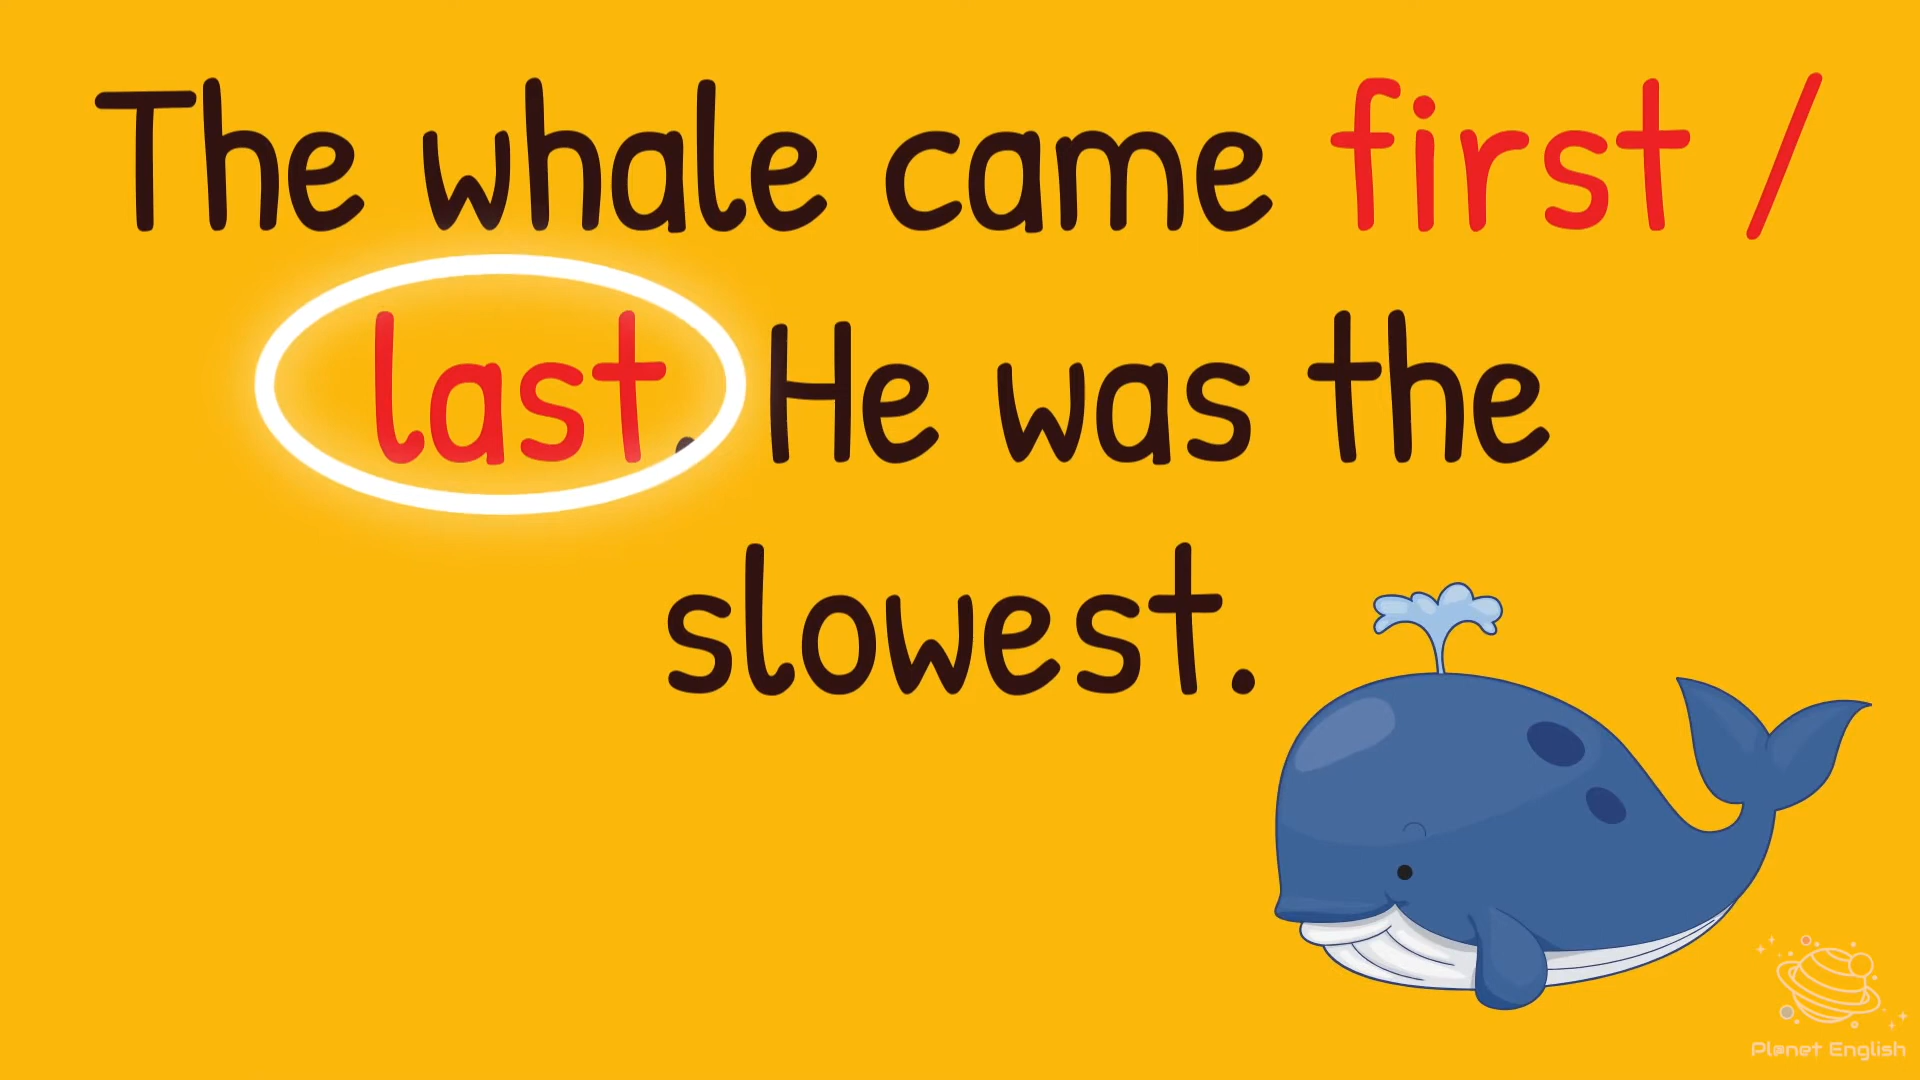 The whale came first /
last. He was the
slowest.
Planet English